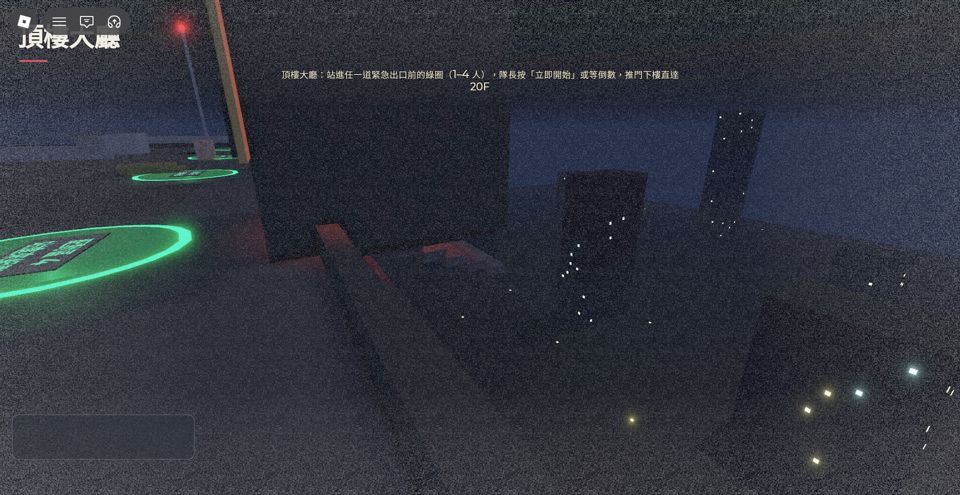 頂樓大廳
頂樓大廳：站進任一道緊急出口前的綠圈（1–4 人），隊長按「立即開始」或等倒數，推門下樓直達
20F